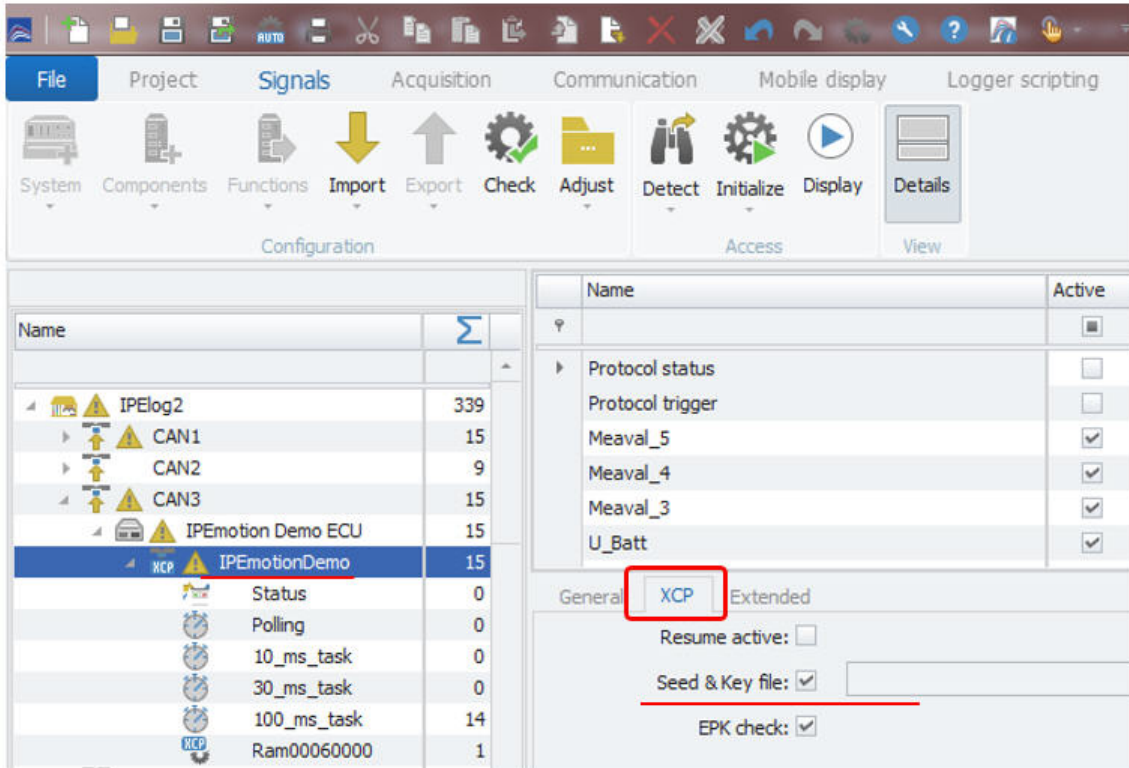 AUTO
File Project Signals Acquisition Communication Mobile display Logger scripting
System Components Functions Import Export Check Adjust Detect Initialize Display Details
Configuration Access View
Name Active
Name Σ
Protocol status
Protocol trigger
Meaval_5
Meaval_4
Meaval_3
U_Batt
IPElog2 339
CAN1 15
CAN2 9
CAN3 15
IPEmotion Demo ECU 15
XCP IPEmotionDemo 15
Status 0
Polling 0
10_ms_task 0
30_ms_task 0
100_ms_task 14
XCP Ram00060000 1
General XCP Extended
Resume active:
Seed & Key file:
EPK check: